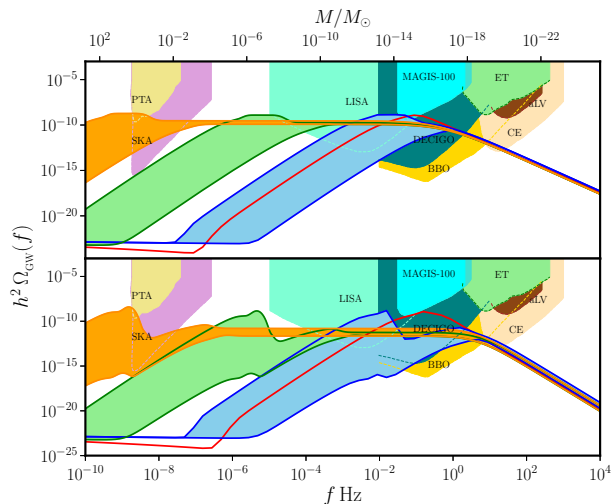 M/M☉
10² 10⁻² 10⁻⁶ 10⁻¹⁰ 10⁻¹⁴ 10⁻¹⁸ 10⁻²²
10⁻⁵ PTA LISA MAGIS-100 ET
10⁻¹⁰ SKA DECIGO BBO LV CE
10⁻¹⁵
10⁻²⁰
h² Ω_GW(f)
10⁻⁵ PTA LISA MAGIS-100 ET
10⁻¹⁰ SKA DECIGO BBO LV CE
10⁻¹⁵
10⁻²⁰
10⁻²⁵
10⁻¹⁰ 10⁻⁸ 10⁻⁶ 10⁻⁴ 10⁻² 10⁰ 10² 10⁴
f Hz